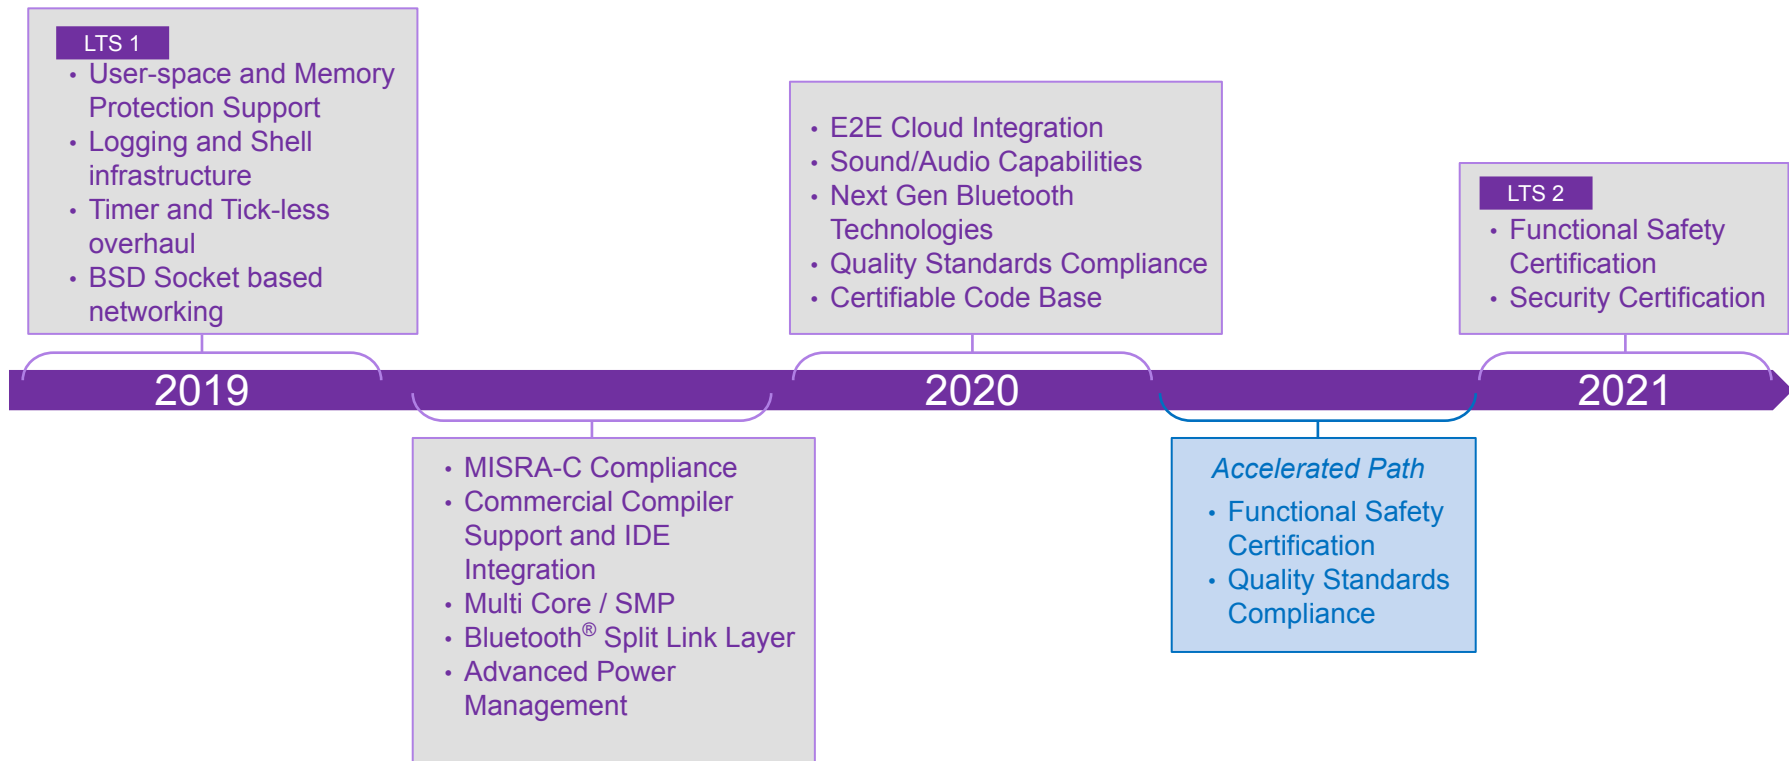 LTS 1
• User-space and Memory
Protection Support
• Logging and Shell
infrastructure
• Timer and Tick-less
overhaul
• BSD Socket based
networking
• E2E Cloud Integration
• Sound/Audio Capabilities
• Next Gen Bluetooth
Technologies
• Quality Standards Compliance
• Certifiable Code Base
LTS 2
• Functional Safety
Certification
• Security Certification
2019
2020
2021
• MISRA-C Compliance
• Commercial Compiler
Support and IDE
Integration
• Multi Core / SMP
• Bluetooth® Split Link Layer
• Advanced Power
Management
Accelerated Path
• Functional Safety
Certification
• Quality Standards
Compliance